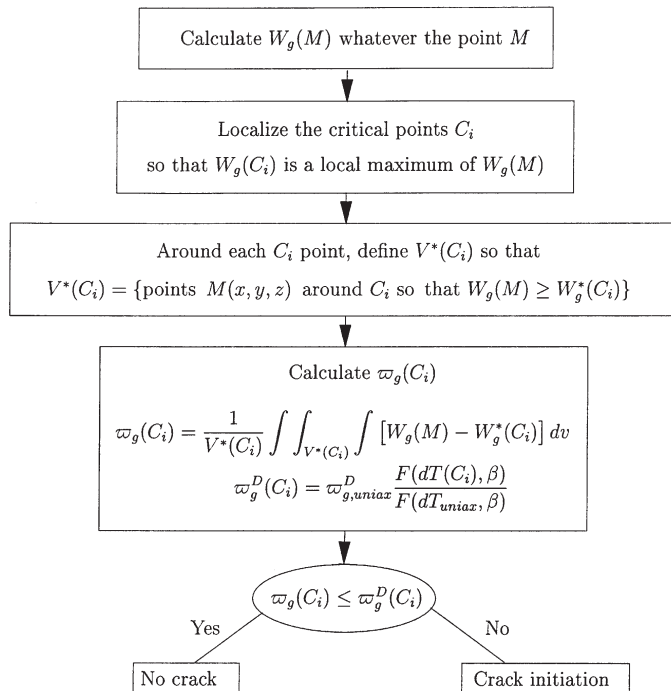 Calculate W_g(M) whatever the point M
Localize the critical points C_i
so that W_g(C_i) is a local maximum of W_g(M)
Around each C_i point, define V*(C_i) so that
V*(C_i) = {points M(x, y, z) around C_i so that W_g(M) ≥ W_g*(C_i)}
Calculate ϖ_g(C_i)
ϖ_g(C_i) = 1/V*(C_i) ∫ ∫_{V*(C_i)} ∫ [W_g(M) − W_g*(C_i)] dv
ϖ_g^D(C_i) = ϖ_{g,uniax}^D F(dT(C_i), β)/F(dT_{uniax}, β)
ϖ_g(C_i) ≤ ϖ_g^D(C_i)
Yes
No
No crack
Crack initiation